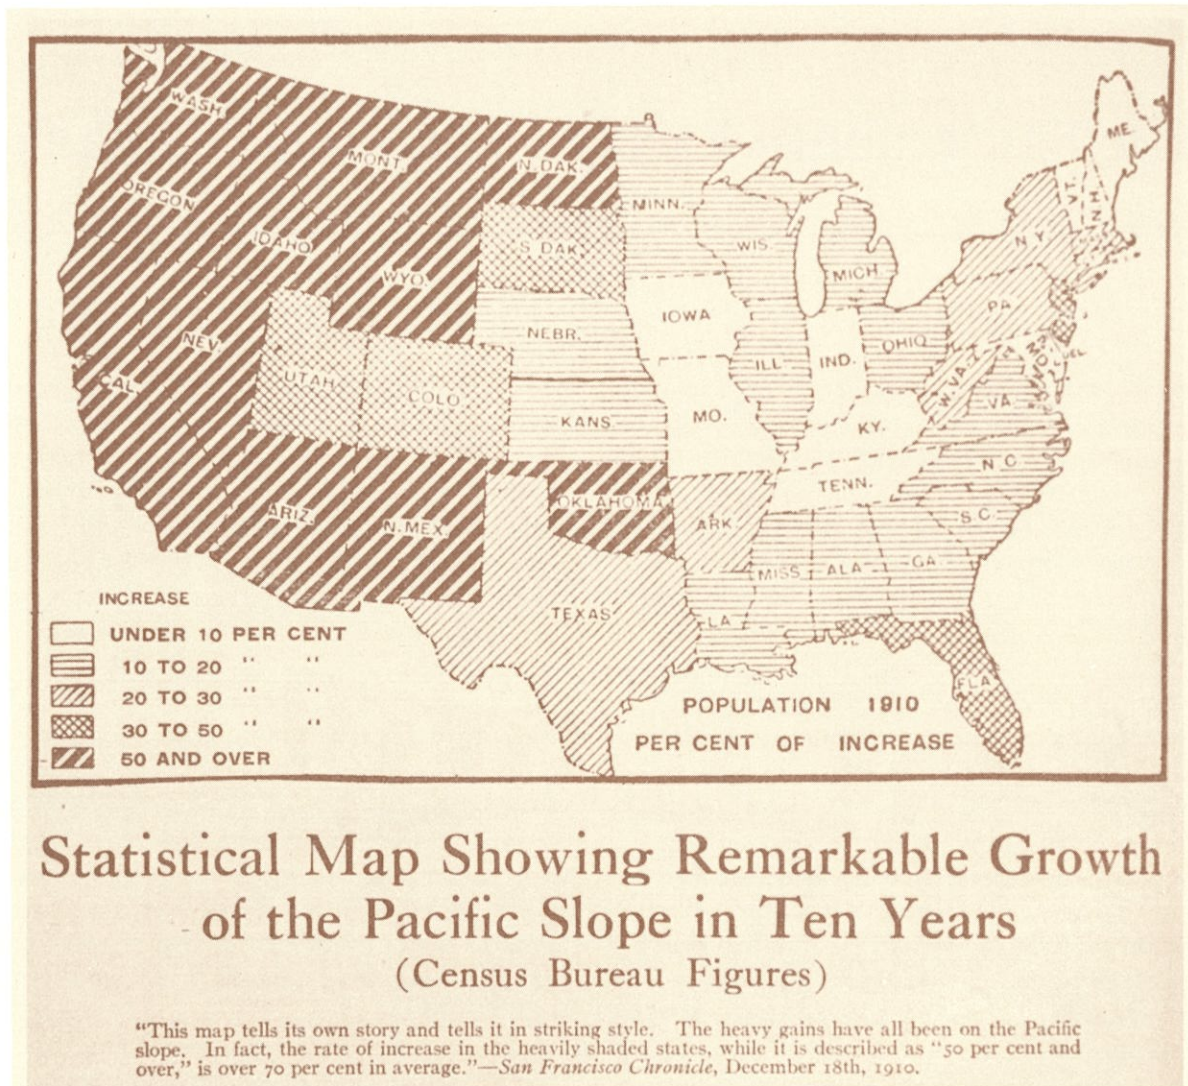 WASH.
MONT.
N. DAK.
MINN.
ME.
OREGON
IDAHO
WYO.
S. DAK.
WIS.
MICH.
N.Y.
VT.
N.H.
NEV.
CAL.
UTAH
COLO.
NEBR.
IOWA
ILL.
IND.
OHIO
PA.
W.VA.
MD.
DEL.
VA.
KANS.
MO.
KY.
TENN.
N.C.
S.C.
ARIZ.
N.MEX.
OKLAHOMA
ARK.
TEXAS
LA.
MISS.
ALA.
GA.
FLA.
INCREASE
UNDER 10 PER CENT
10 TO 20 " "
20 TO 30 " "
30 TO 50 " "
50 AND OVER
POPULATION 1910
PER CENT OF INCREASE
Statistical Map Showing Remarkable Growth
of the Pacific Slope in Ten Years
(Census Bureau Figures)
"This map tells its own story and tells it in striking style. The heavy gains have all been on the Pacific
slope. In fact, the rate of increase in the heavily shaded states, while it is described as "50 per cent and
over," is over 70 per cent in average."—San Francisco Chronicle, December 18th, 1910.